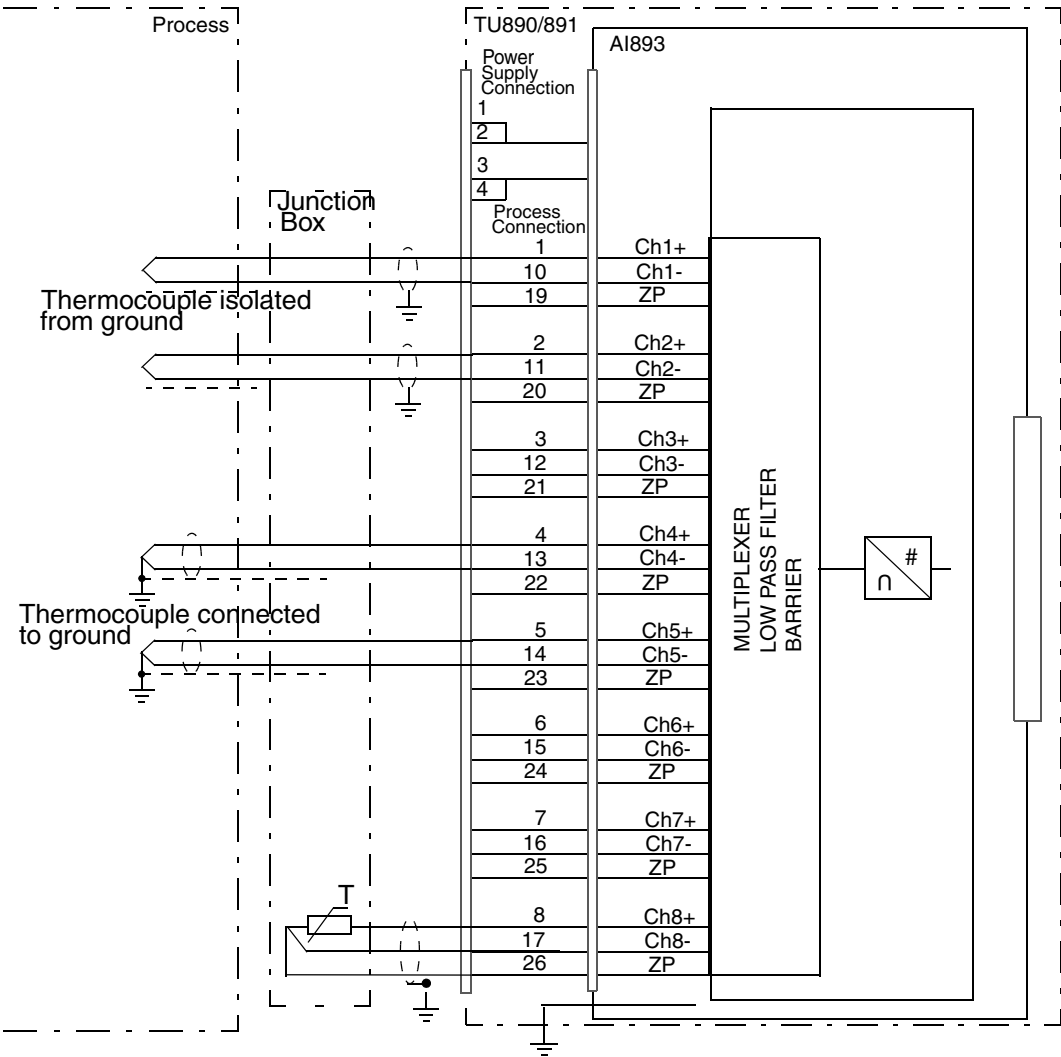 Process
TU890/891
AI893
Power
Supply
Connection
1
2
3
4
Junction
Box
Process
Connection
1 Ch1+
10 Ch1-
19 ZP
Thermocouple isolated
from ground
2 Ch2+
11 Ch2-
20 ZP
3 Ch3+
12 Ch3-
21 ZP
4 Ch4+
13 Ch4-
22 ZP
Thermocouple connected
to ground
5 Ch5+
14 Ch5-
23 ZP
6 Ch6+
15 Ch6-
24 ZP
7 Ch7+
16 Ch7-
25 ZP
T
8 Ch8+
17 Ch8-
26 ZP
MULTIPLEXER
LOW PASS FILTER
BARRIER
#
∩